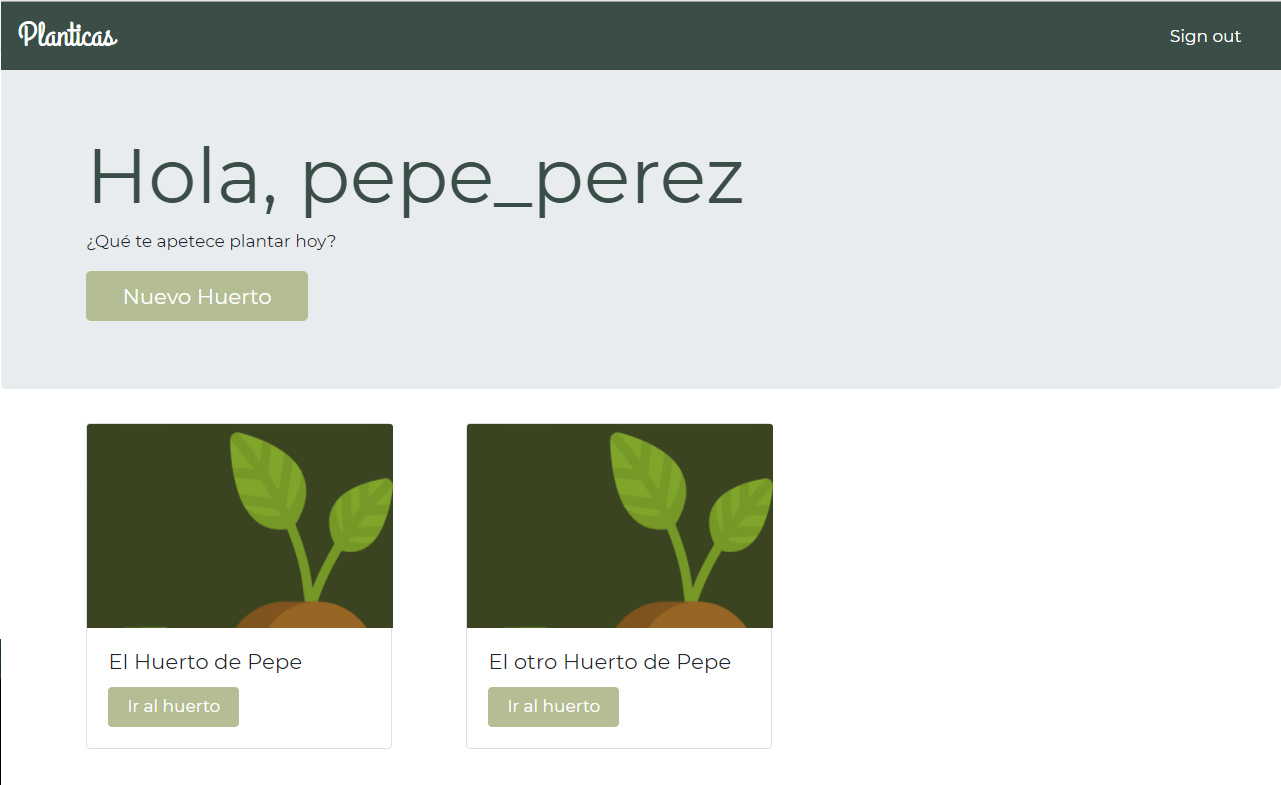 Planticas
Sign out
Hola, pepe_perez
¿Qué te apetece plantar hoy?
Nuevo Huerto
El Huerto de Pepe
Ir al huerto
El otro Huerto de Pepe
Ir al huerto